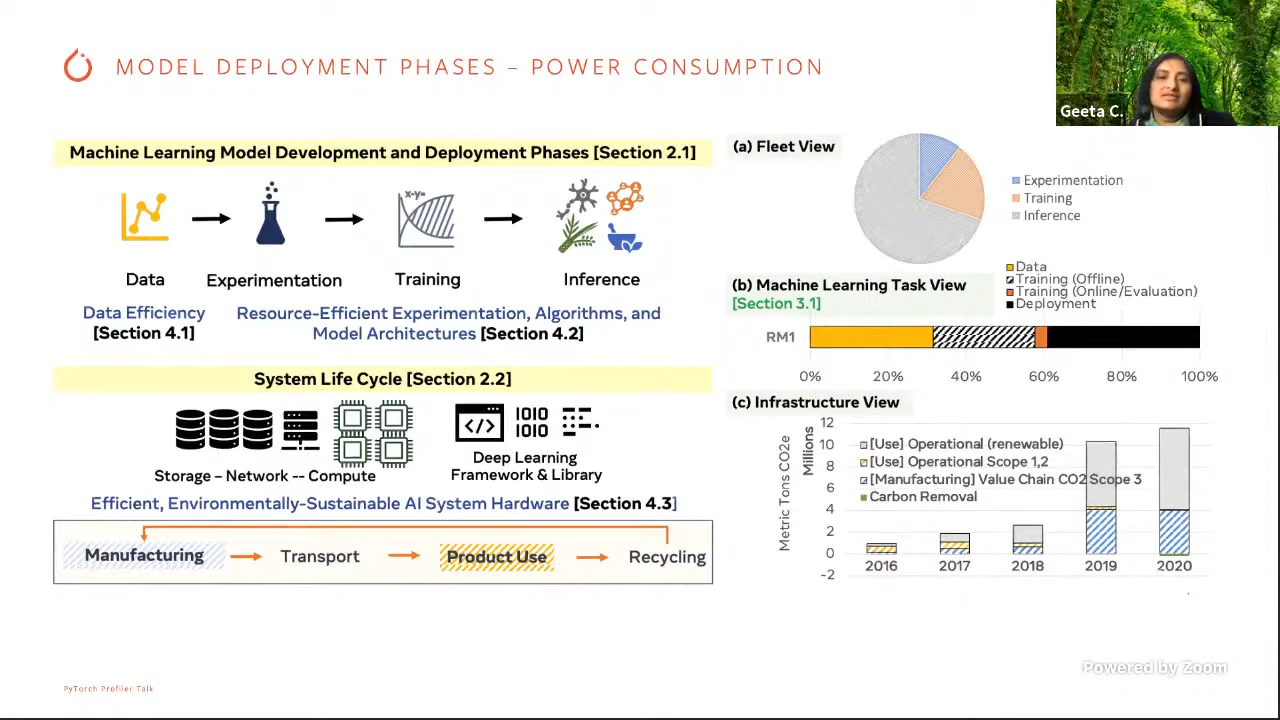 MODEL DEPLOYMENT PHASES – POWER CONSUMPTION
Geeta C.
Machine Learning Model Development and Deployment Phases [Section 2.1]
x-y=
Data
Experimentation
Training
Inference
Data Efficiency
[Section 4.1]
Resource-Efficient Experimentation, Algorithms, and
Model Architectures [Section 4.2]
System Life Cycle [Section 2.2]
</>
1010
1010
Storage – Network -- Compute
Deep Learning
Framework & Library
Efficient, Environmentally-Sustainable AI System Hardware [Section 4.3]
Manufacturing
Transport
Product Use
Recycling
(a) Fleet View
Experimentation
Training
Inference
(b) Machine Learning Task View
[Section 3.1]
Data
Training (Offline)
Training (Online/Evaluation)
Deployment
RM1
0% 20% 40% 60% 80% 100%
(c) Infrastructure View
Metric Tons CO2e
Millions
12
10
8
6
4
2
0
-2
[Use] Operational (renewable)
[Use] Operational Scope 1,2
[Manufacturing] Value Chain CO2 Scope 3
Carbon Removal
2016 2017 2018 2019 2020
Powered by Zoom
PyTorch Profiler Talk